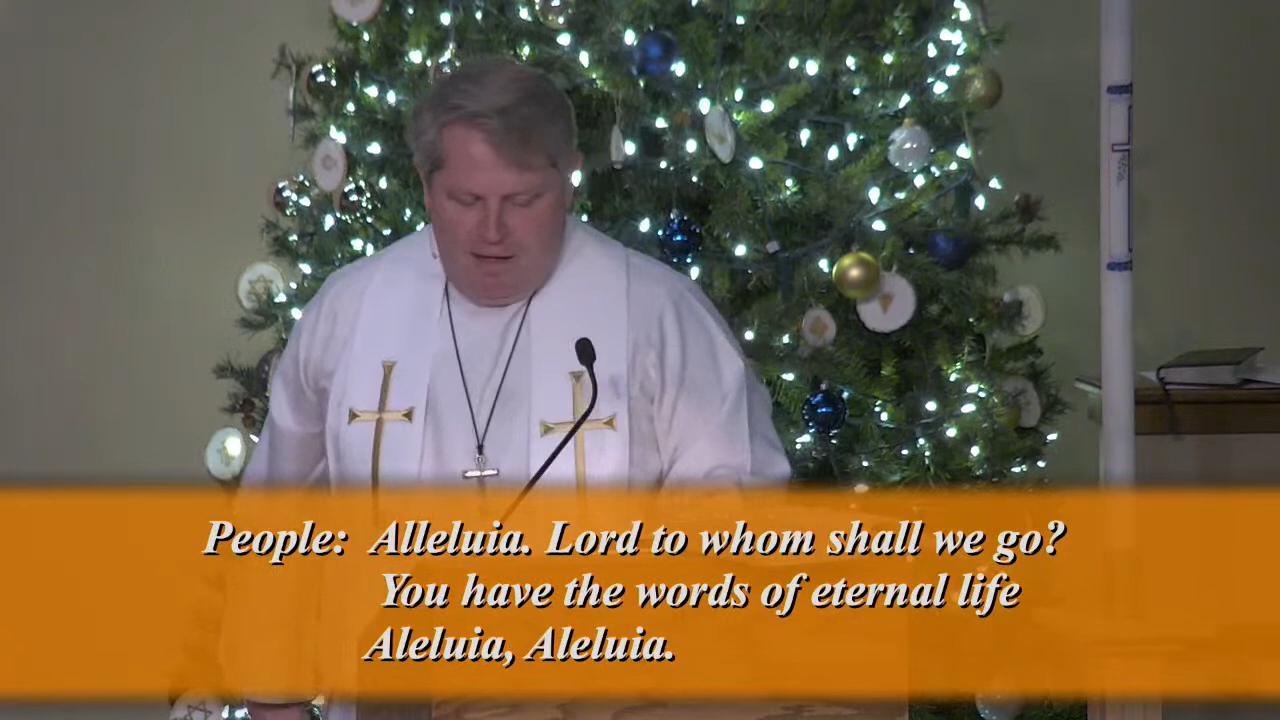 People: Alleluia. Lord to whom shall we go?
You have the words of eternal life
Aleluia, Aleluia.